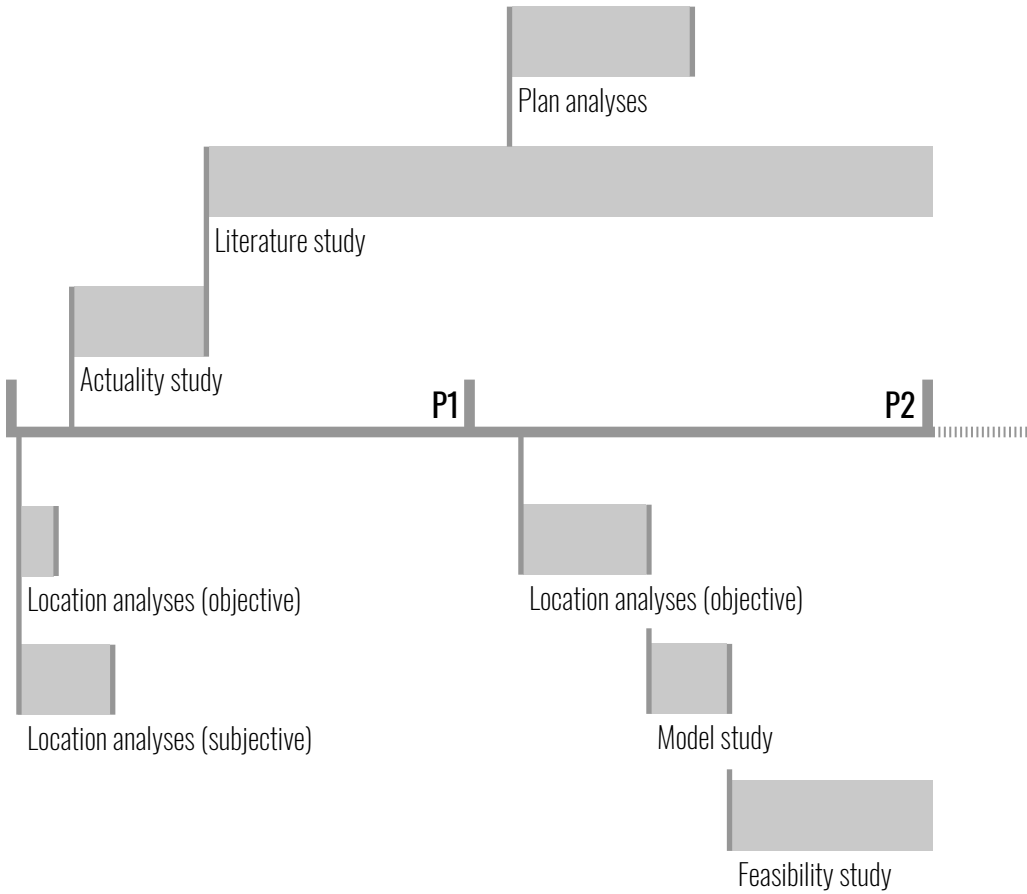 Plan analyses
Literature study
Actuality study
P1
P2
Location analyses (objective)
Location analyses (objective)
Location analyses (subjective)
Model study
Feasibility study